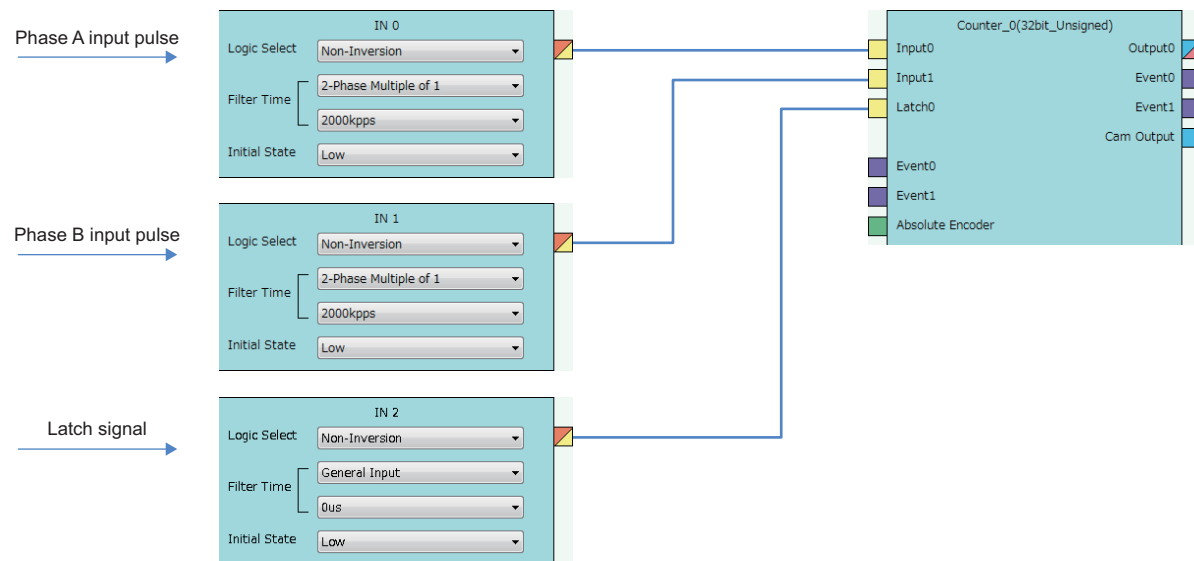 Phase A input pulse
IN 0
Logic Select Non-Inversion
Filter Time 2-Phase Multiple of 1
2000kpps
Initial State Low
Phase B input pulse
IN 1
Logic Select Non-Inversion
Filter Time 2-Phase Multiple of 1
2000kpps
Initial State Low
Latch signal
IN 2
Logic Select Non-Inversion
Filter Time General Input
0us
Initial State Low
Counter_0(32bit_Unsigned)
Input0 Output0
Input1 Event0
Latch0 Event1
Cam Output
Event0
Event1
Absolute Encoder